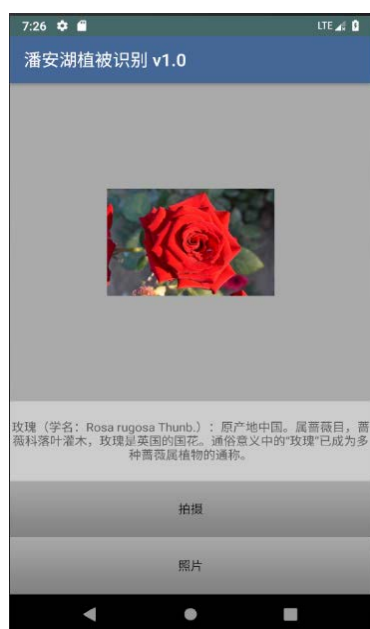 7:26
LTE
潘安湖植被识别 v1.0
玫瑰（学名：Rosa rugosa Thunb.）：原产地中国。属蔷薇目，蔷
薇科落叶灌木，玫瑰是英国的国花。通俗意义中的"玫瑰"已成为多
种蔷薇属植物的通称。
拍摄
照片